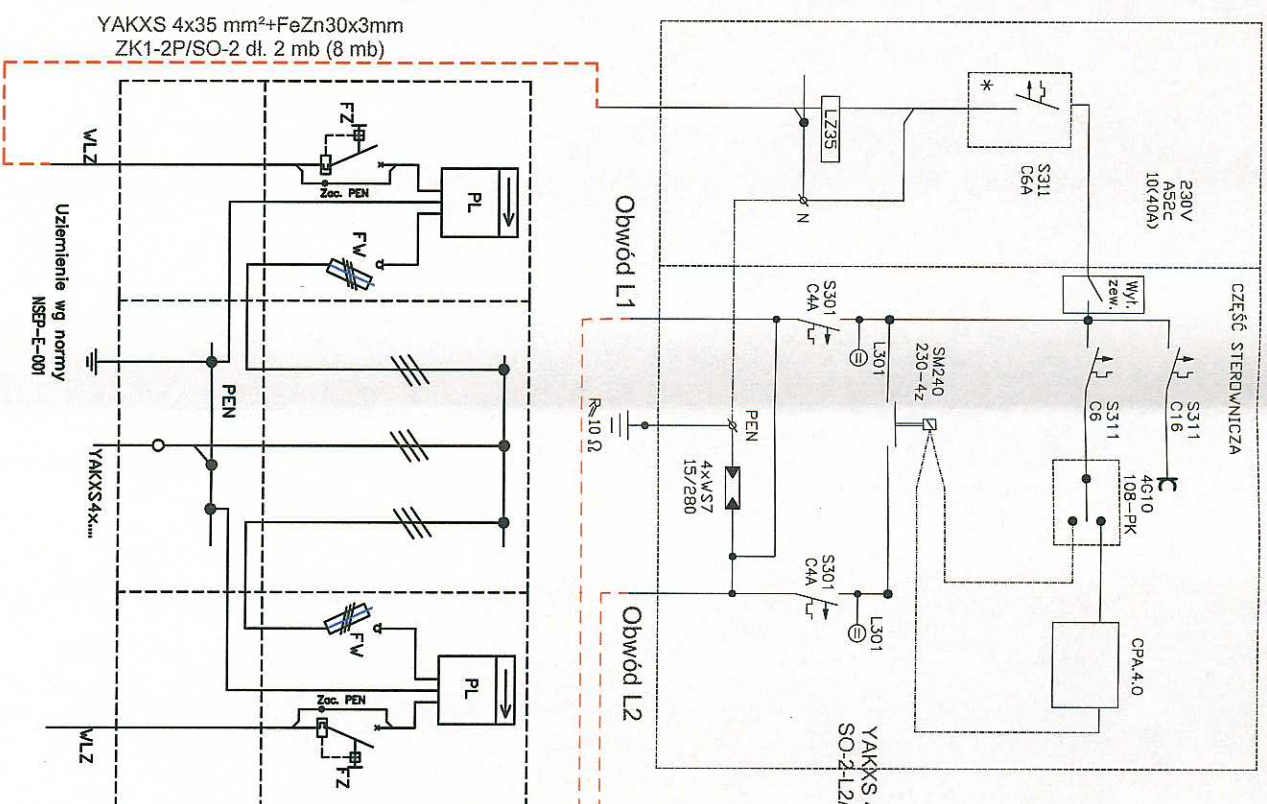 YAKXS 4x35 mm²+FeZn30x3mm
ZK1-2P/SO-2 dł. 2 mb (8 mb)
WLZ
FZ
Zac. PEN
PL
FW
Uziemienie wg normy
NSEP-E-001
PEN
YAKXS4x....
FW
PL
Zac. PEN
FZ
WLZ
LZ35
N
*
S311
C6A
230V
A52c
10(40A)
Obwód L1
S301
C4A
L301
SM240
230-4z
Wył.
zew.
CZĘŚĆ STEROWNICZA
S311
C16
S311
C6
4G10
108-PK
CPA 4.0
PEN
R≤10 Ω
4xWS7
15/280
S301
C4A
L301
Obwód L2
YAKXS
SO-2-L2/